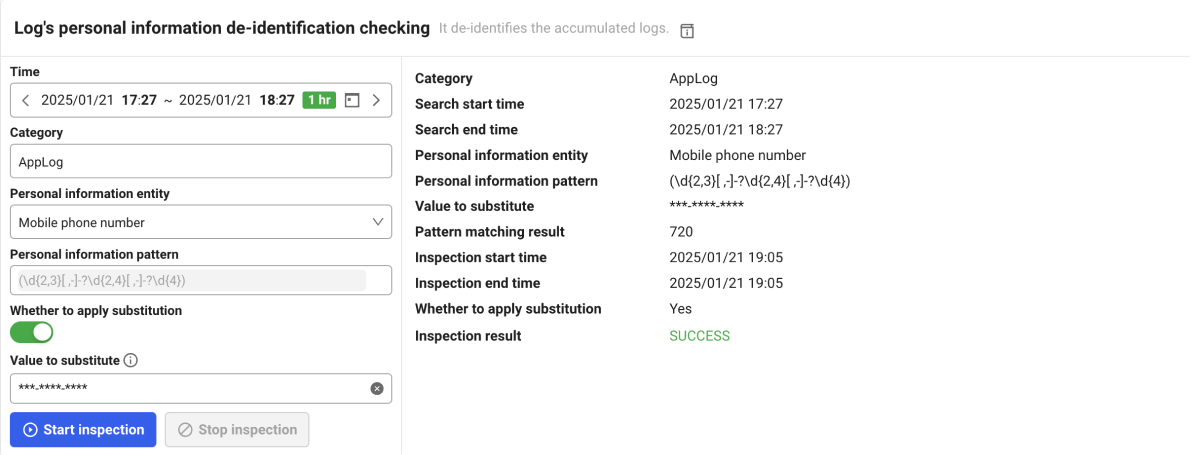 Log's personal information de-identification checking It de-identifies the accumulated logs.
Time
2025/01/21 17:27 ~ 2025/01/21 18:27 1 hr
Category
AppLog
Personal information entity
Mobile phone number
Personal information pattern
(\d{2,3}[ ,-]-?\d{2,4}[ ,-]-?\d{4})
Whether to apply substitution
Value to substitute
***-****-****
Start inspection Stop inspection
Category AppLog
Search start time 2025/01/21 17:27
Search end time 2025/01/21 18:27
Personal information entity Mobile phone number
Personal information pattern (\d{2,3}[ ,-]-?\d{2,4}[ ,-]-?\d{4})
Value to substitute ***-****-****
Pattern matching result 720
Inspection start time 2025/01/21 19:05
Inspection end time 2025/01/21 19:05
Whether to apply substitution Yes
Inspection result SUCCESS